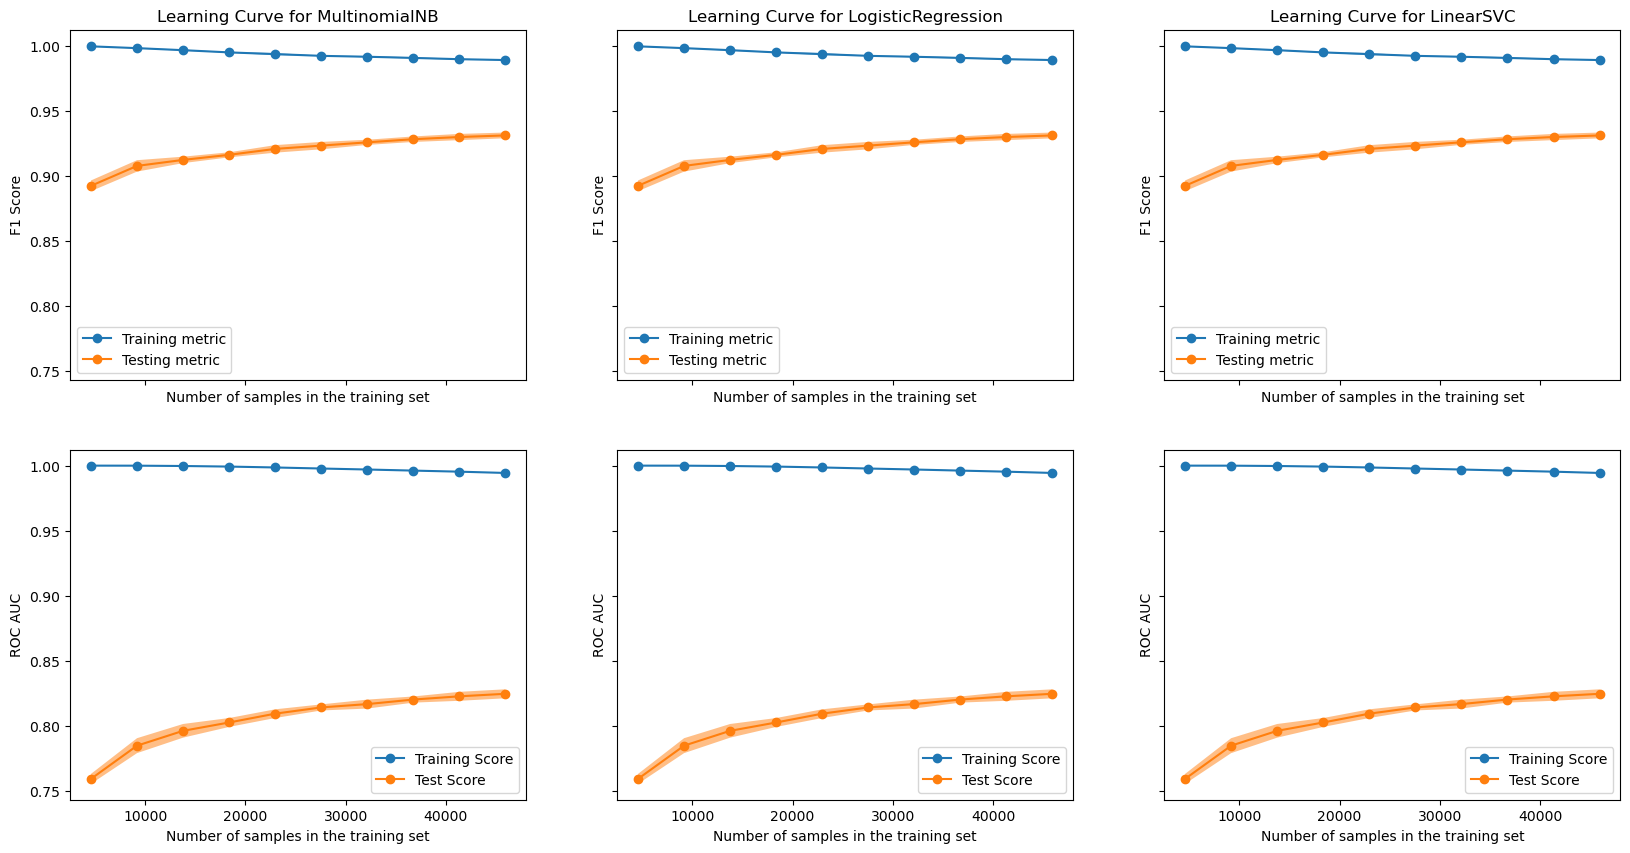 Learning Curve for MultinomialNB
Learning Curve for LogisticRegression
Learning Curve for LinearSVC
1.00
0.95
0.90
0.85
0.80
0.75
F1 Score
F1 Score
F1 Score
Training metric
Testing metric
Training metric
Testing metric
Training metric
Testing metric
Number of samples in the training set
Number of samples in the training set
Number of samples in the training set
1.00
0.95
0.90
0.85
0.80
0.75
ROC AUC
ROC AUC
ROC AUC
Training Score
Test Score
Training Score
Test Score
Training Score
Test Score
10000 20000 30000 40000
10000 20000 30000 40000
10000 20000 30000 40000
Number of samples in the training set
Number of samples in the training set
Number of samples in the training set